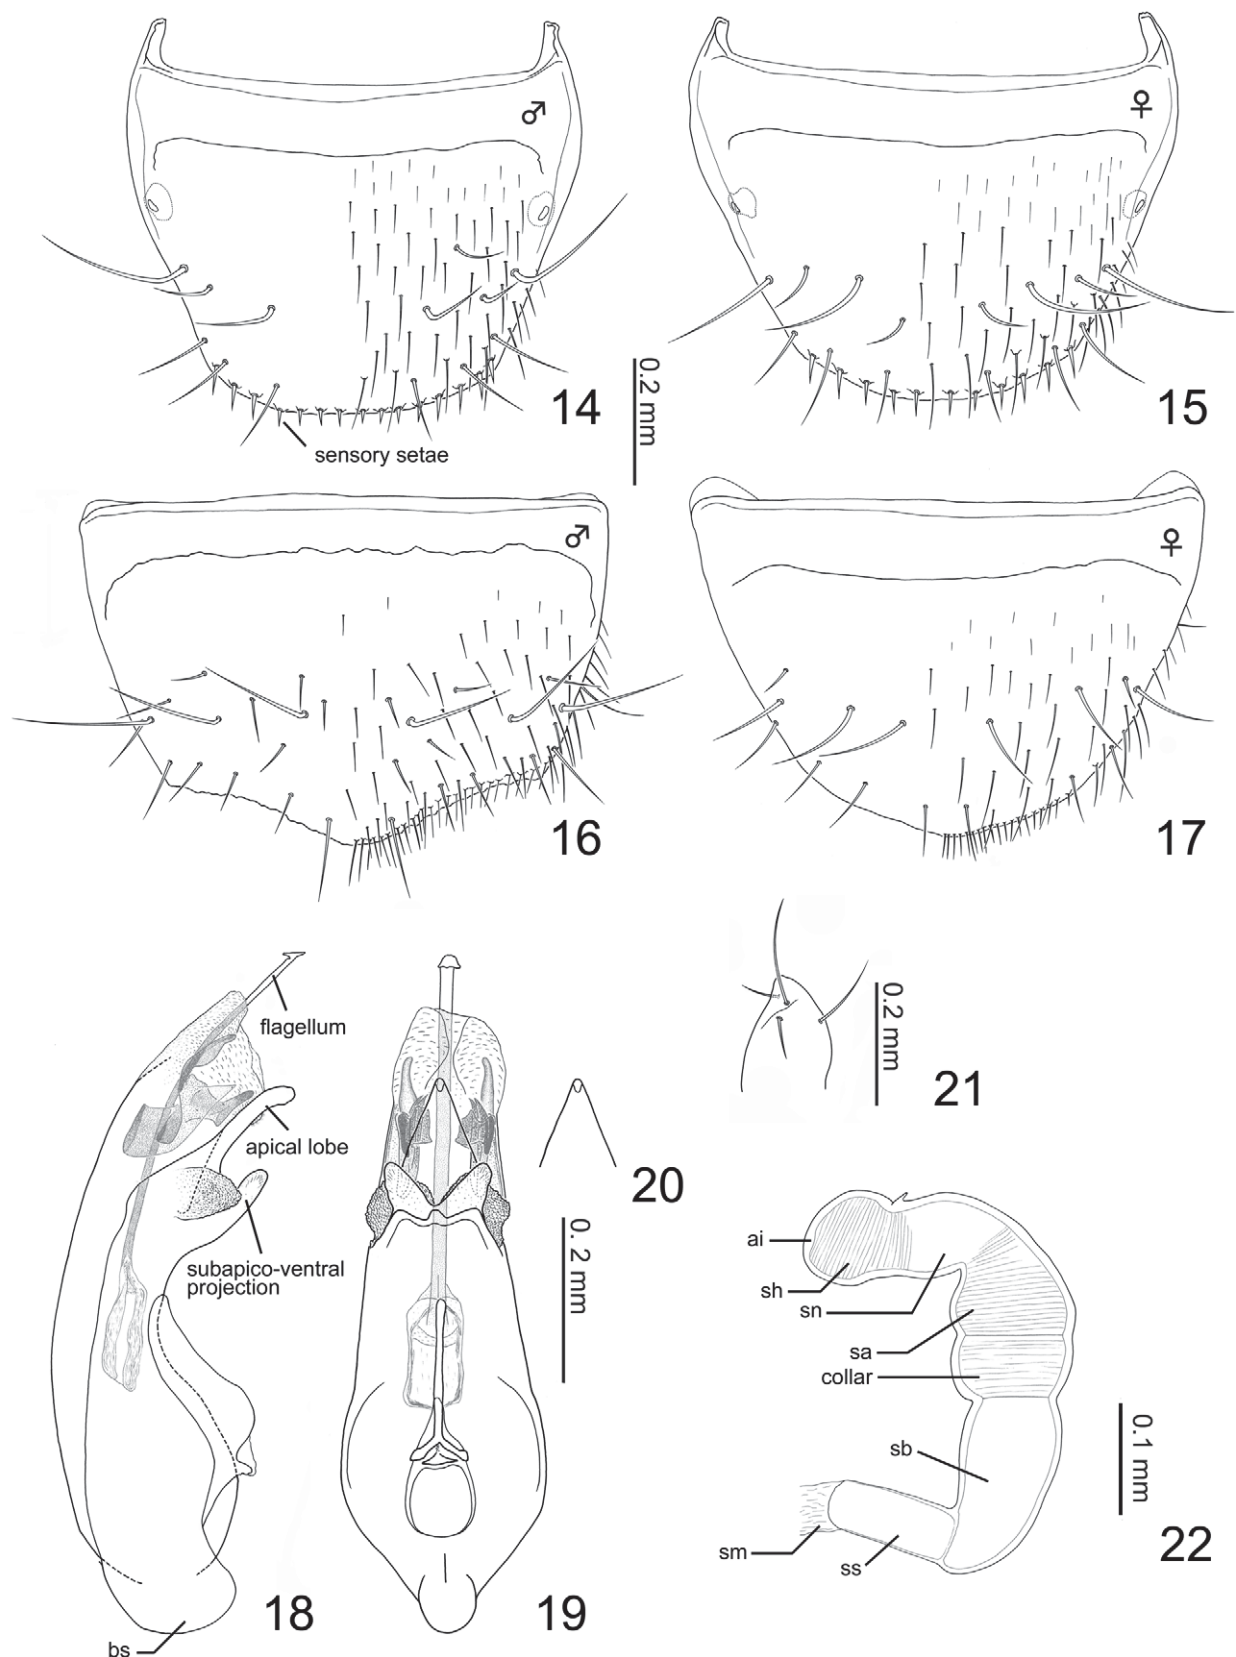 ♂
♀
14
0.2 mm
15
sensory setae
♂
♀
16
17
flagellum
0.2 mm
21
apical lobe
20
subapico-ventral
projection
0. 2 mm
ai
sh
sn
sa
collar
sb
0.1 mm
sm
ss
22
18
19
bs